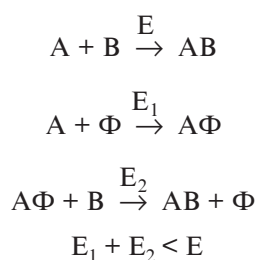 E
A + B → AB
E₁
A + Φ → AΦ
E₂
AΦ + B → AB + Φ
E₁ + E₂ < E